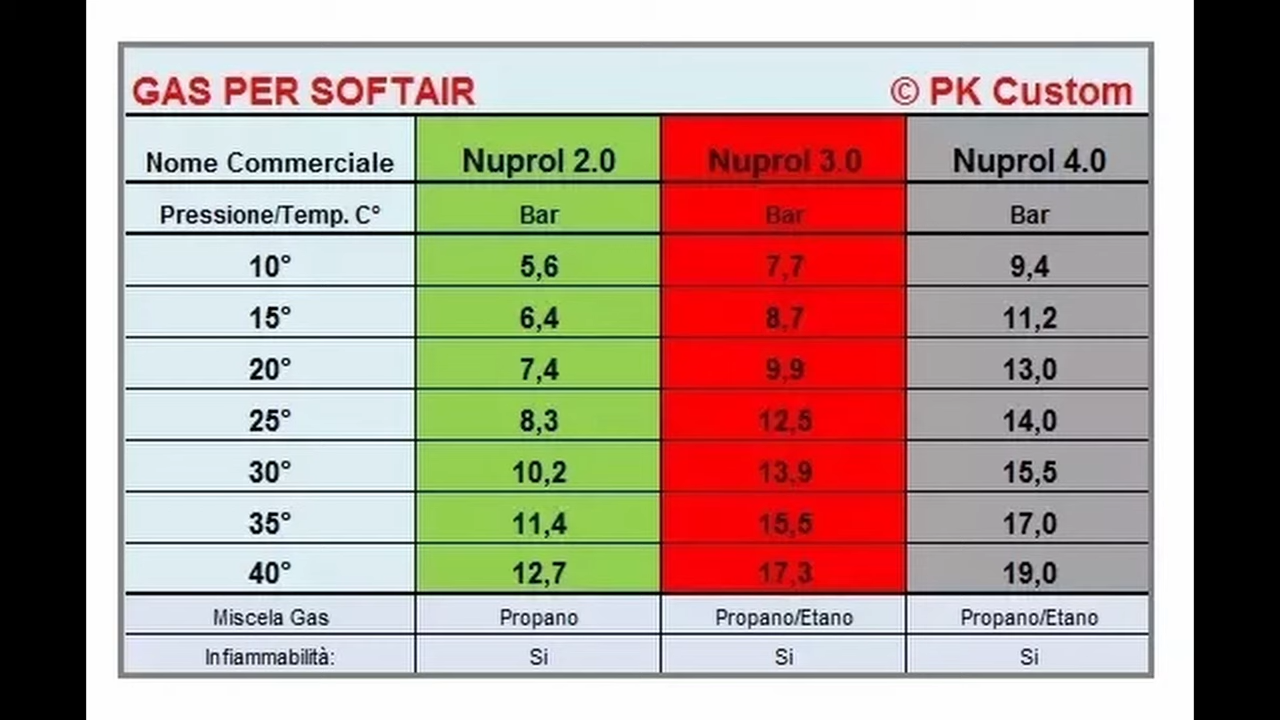 GAS PER SOFTAIR © PK Custom
Nome Commerciale Nuprol 2.0 Nuprol 3.0 Nuprol 4.0
Pressione/Temp. C° Bar Bar Bar
10° 5,6 7,7 9,4
15° 6,4 8,7 11,2
20° 7,4 9,9 13,0
25° 8,3 12,5 14,0
30° 10,2 13,9 15,5
35° 11,4 15,5 17,0
40° 12,7 17,3 19,0
Miscela Gas Propano Propano/Etano Propano/Etano
Infiammabilità: Si Si Si